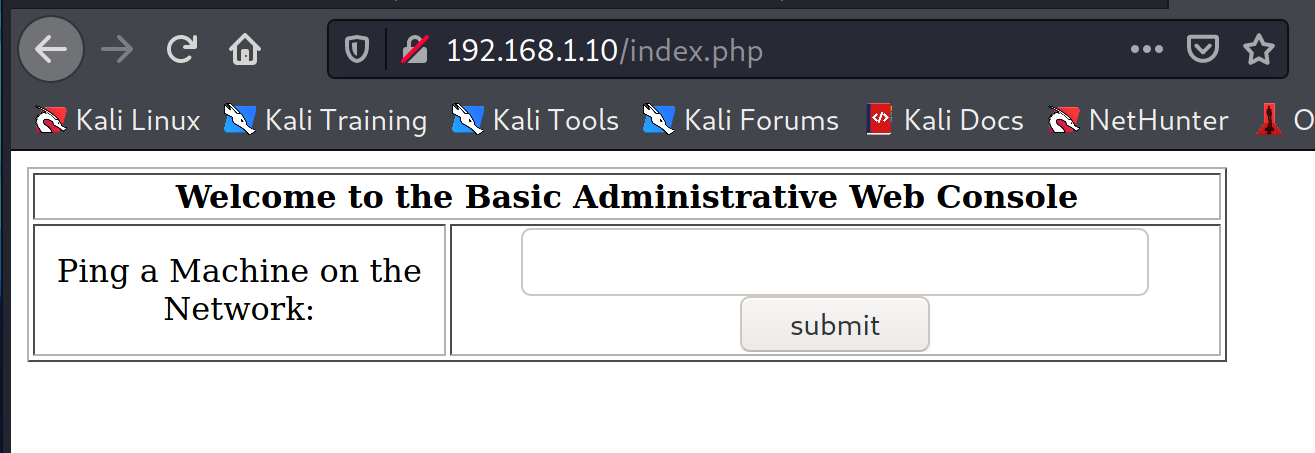 192.168.1.10/index.php
Kali Linux Kali Training Kali Tools Kali Forums Kali Docs NetHunter O
Welcome to the Basic Administrative Web Console
Ping a Machine on the
Network:
submit